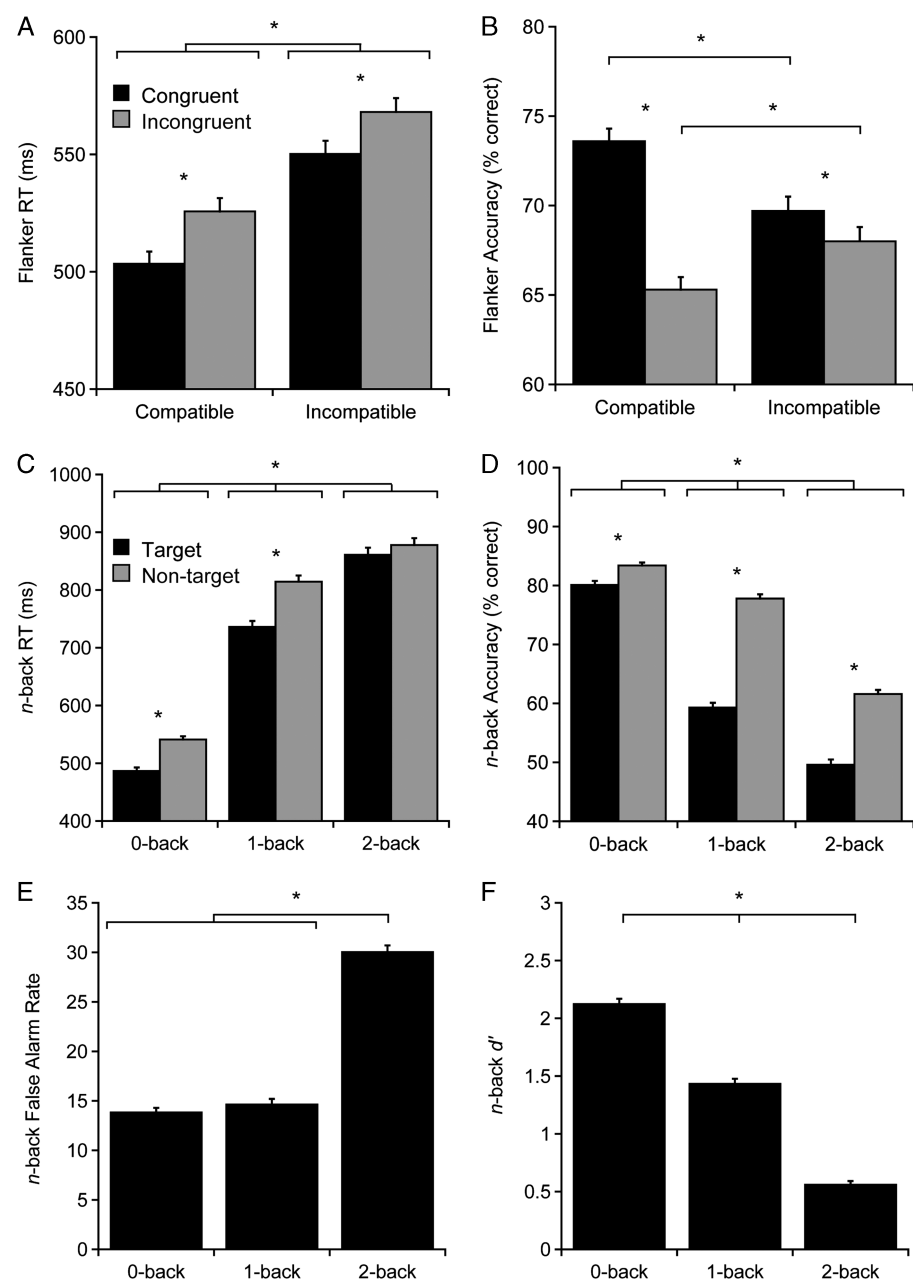 A
*
600
*
Congruent
Incongruent
550
*
500
450
Flanker RT (ms)
Compatible
Incompatible
B
80
*
75
*
*
70
*
65
60
Flanker Accuracy (% correct)
Compatible
Incompatible
C
1000
*
900
Target
Non-target
*
800
700
600
*
500
400
n-back RT (ms)
0-back
1-back
2-back
D
100
*
90
*
80
*
70
*
60
50
40
n-back Accuracy (% correct)
0-back
1-back
2-back
E
35
*
30
25
20
15
10
5
0
n-back False Alarm Rate
0-back
1-back
2-back
F
3
*
2.5
2
1.5
1
0.5
0
n-back d′
0-back
1-back
2-back